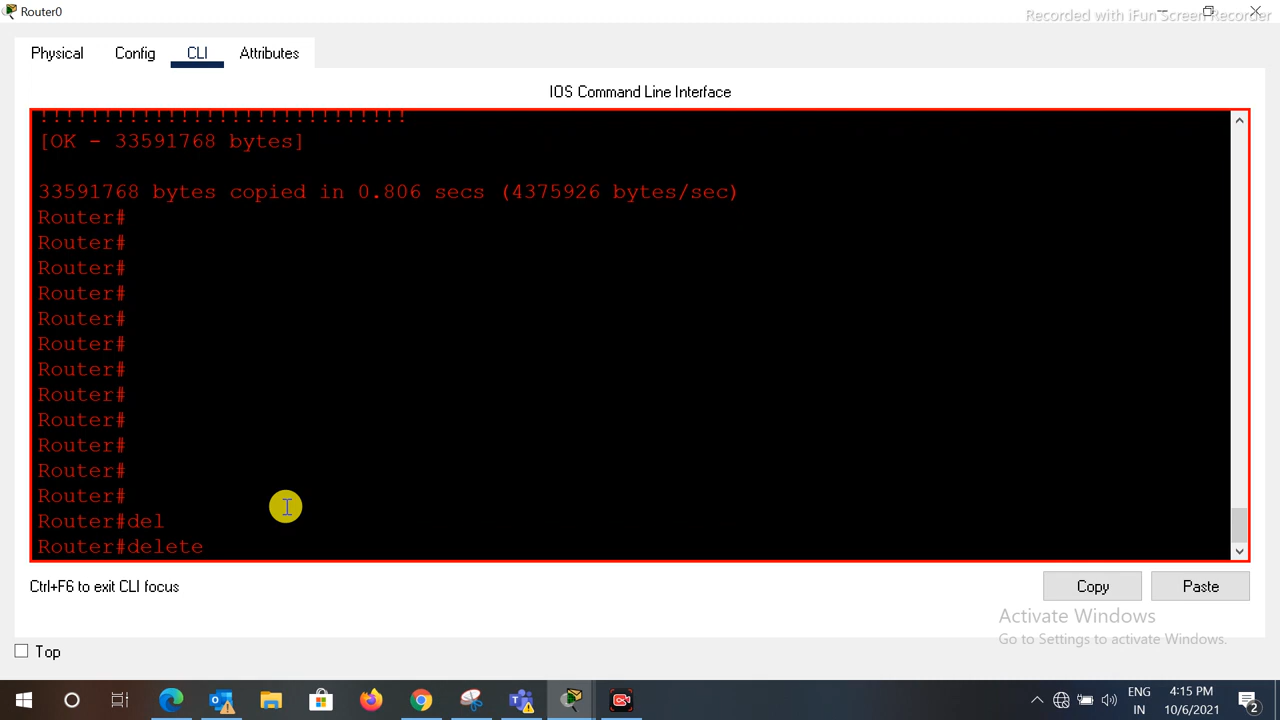 Router0
Recorded with iFun Screen Recorder
Physical Config CLI Attributes
IOS Command Line Interface
!!!!!!!!!!!!!!!!!!!!!!!!!!!!!
[OK - 33591768 bytes]
33591768 bytes copied in 0.806 secs (4375926 bytes/sec)
Router#
Router#
Router#
Router#
Router#
Router#
Router#
Router#
Router#
Router#
Router#
Router#
Router#del
Router#delete
Ctrl+F6 to exit CLI focus
Copy Paste
Activate Windows
Go to Settings to activate Windows.
Top
ENG 4:15 PM
IN 10/6/2021 2